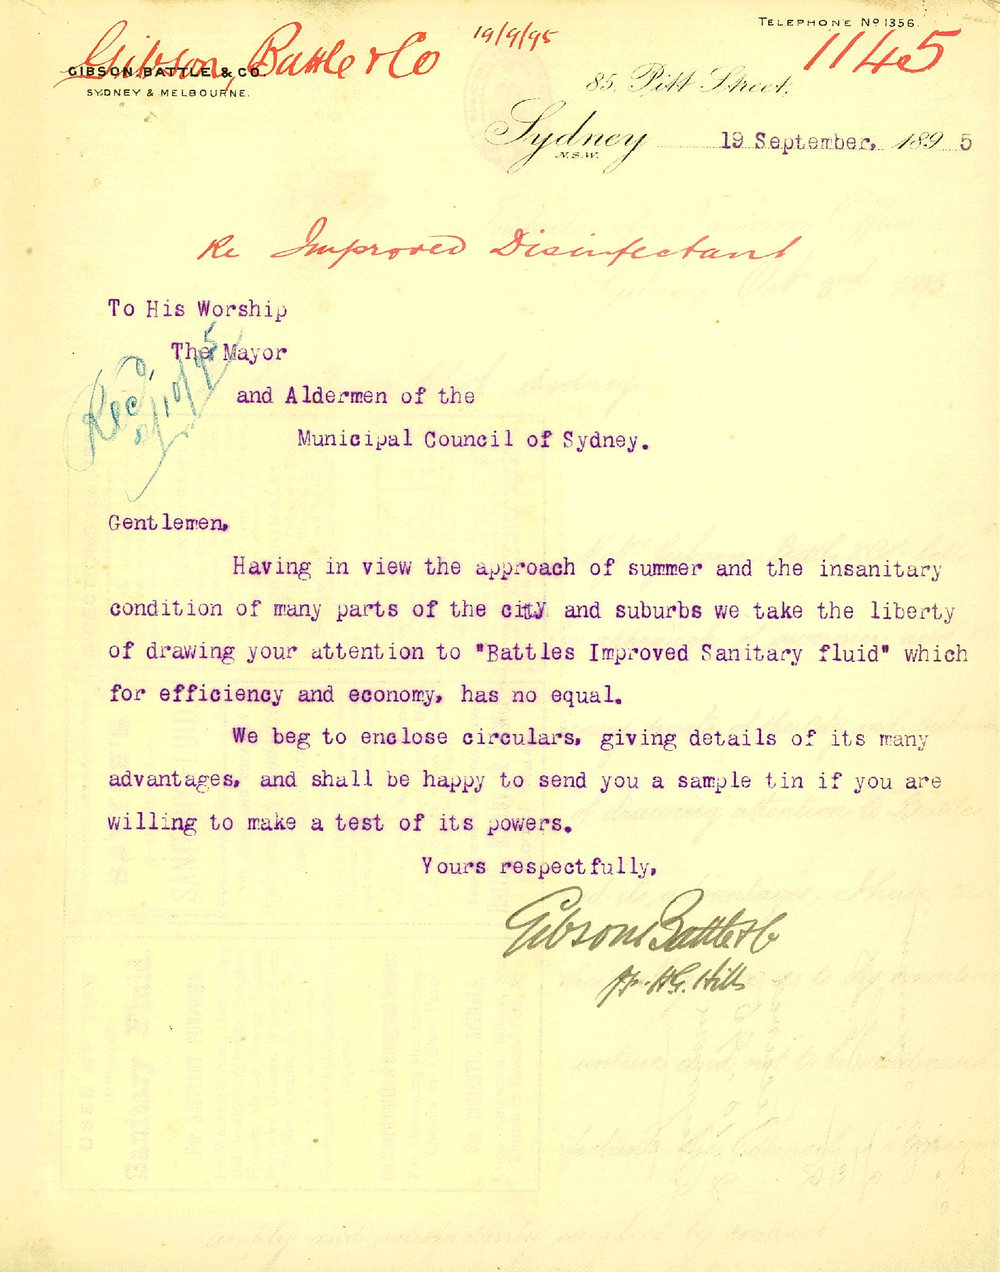 Gibson, Battle & Co
19/9/95
TELEPHONE No 1356.
1145
GIBSON, BATTLE & CO.
SYDNEY & MELBOURNE.
85, Pitt Street,
Sydney 19 September, 1895
N.S.W.
Re Improved Disinfectant
To His Worship
The Mayor
and Aldermen of the
Municipal Council of Sydney.
Gentlemen,
Having in view the approach of summer and the insanitary
condition of many parts of the city and suburbs we take the liberty
of drawing your attention to "Battles Improved Sanitary fluid" which
for efficiency and economy, has no equal.
We beg to enclose circulars, giving details of its many
advantages, and shall be happy to send you a sample tin if you are
willing to make a test of its powers.
Yours respectfully,
Gibson Battle & Co
pr H.G. Hills